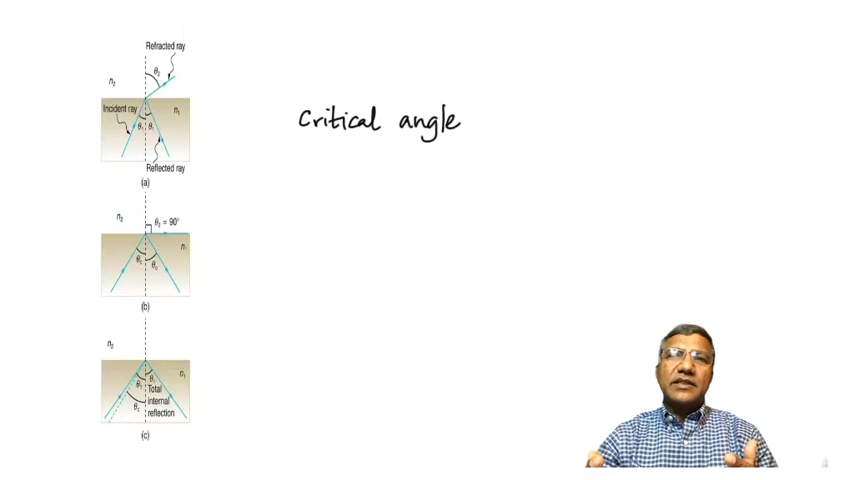 Refracted ray
θ₂
n₂
Incident ray
n₁
θ₁ θ₁
Reflected ray
(a)
n₂
θ₂ = 90°
n₁
θc θc
(b)
n₂
θ₁
n₁
θ₁
Total
internal
reflection
(c)
Critical angle